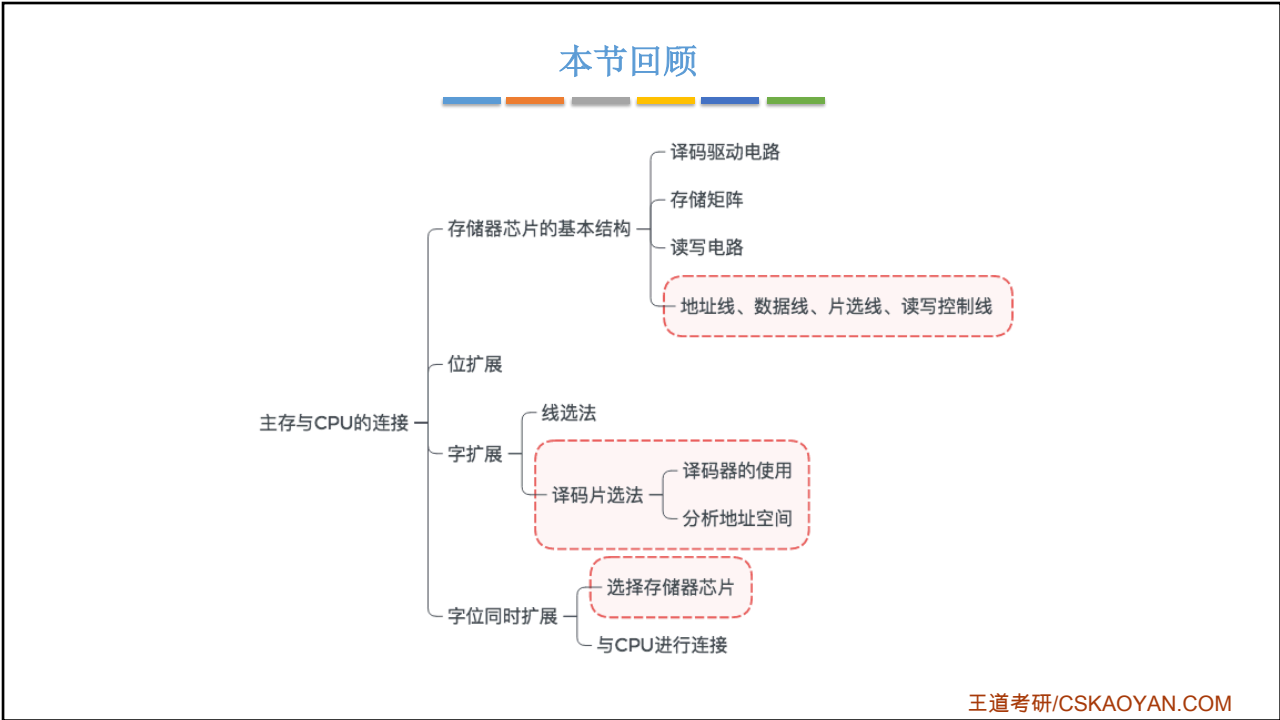 本节回顾
译码驱动电路
存储矩阵
存储器芯片的基本结构
读写电路
地址线、数据线、片选线、读写控制线
位扩展
线选法
主存与CPU的连接
字扩展
译码器的使用
译码片选法
分析地址空间
选择存储器芯片
字位同时扩展
与CPU进行连接
王道考研/CSKAOYAN.COM